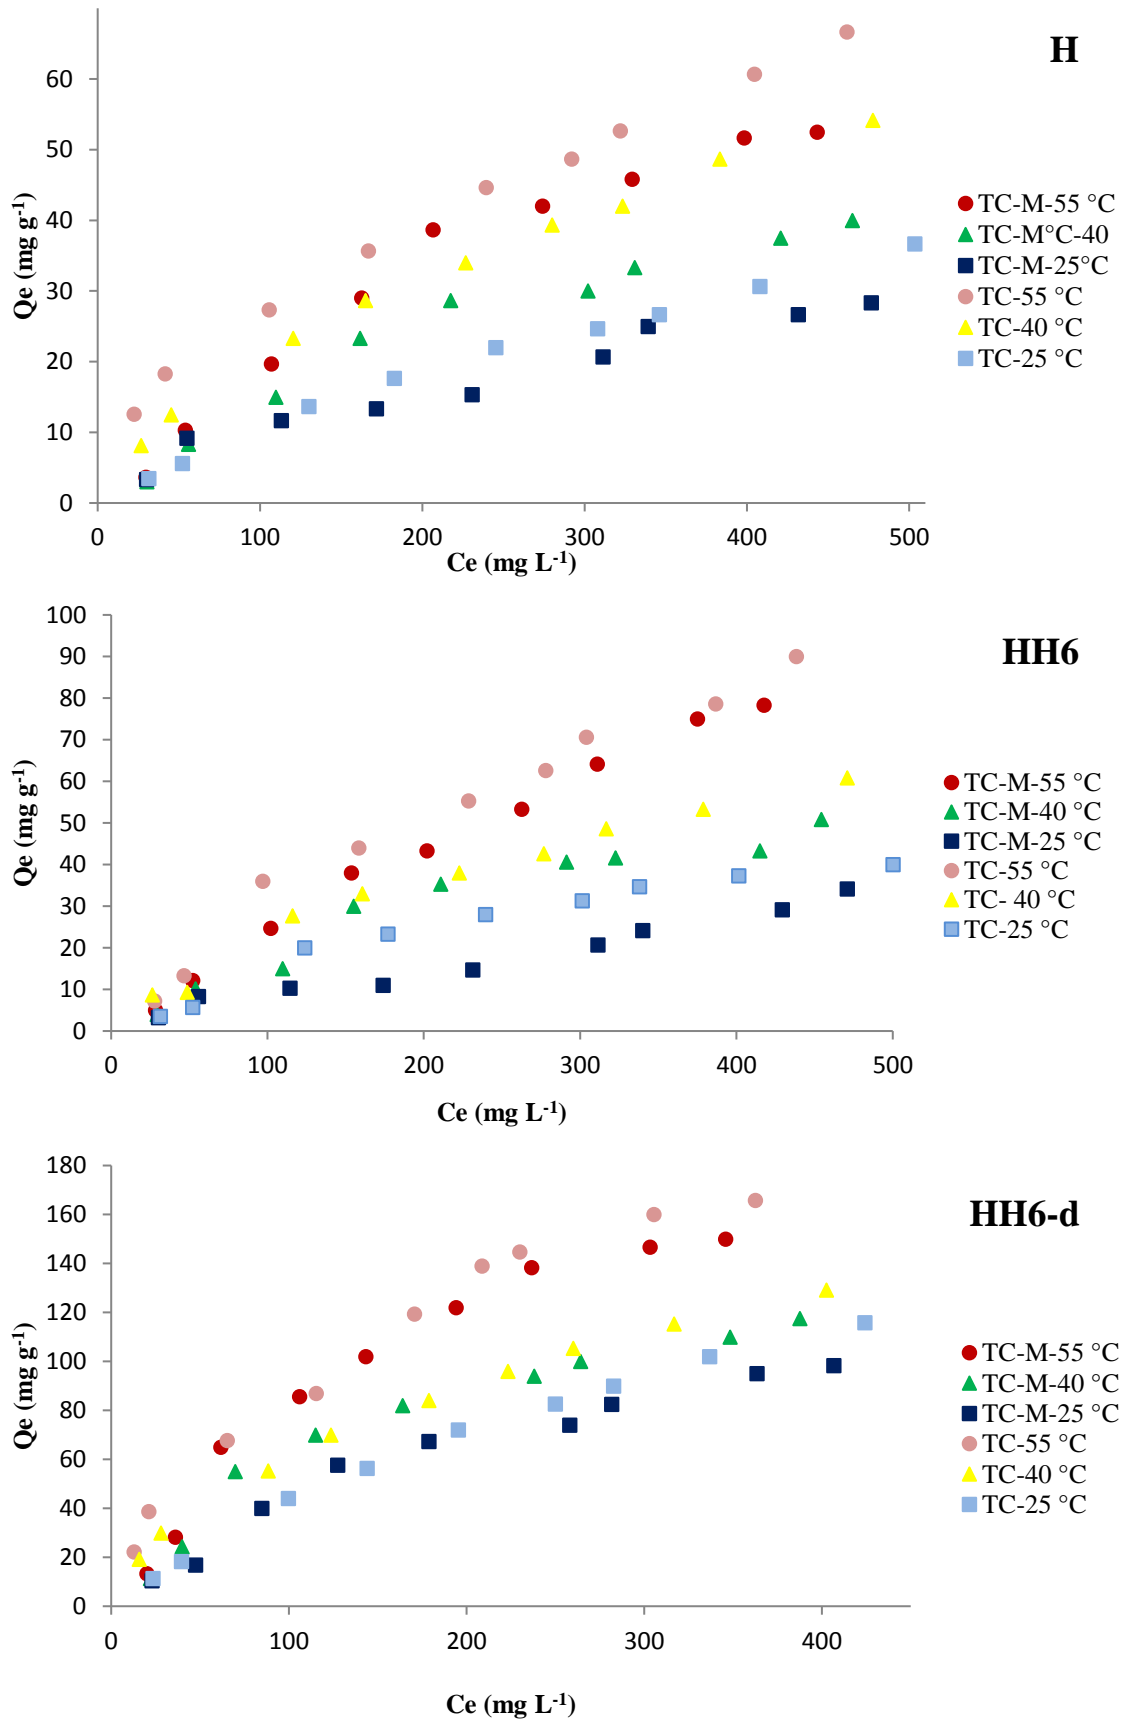 H
60
50
40
30
20
10
0
0 100 200 300 400 500
Qe (mg g⁻¹)
Ce (mg L⁻¹)
TC-M-55 °C
TC-M°C-40
TC-M-25°C
TC-55 °C
TC-40 °C
TC-25 °C
HH6
100
90
80
70
60
50
40
30
20
10
0
0 100 200 300 400 500
Qe (mg g⁻¹)
Ce (mg L⁻¹)
TC-M-55 °C
TC-M-40 °C
TC-M-25 °C
TC-55 °C
TC- 40 °C
TC-25 °C
HH6-d
180
160
140
120
100
80
60
40
20
0
0 100 200 300 400
Qe (mg g⁻¹)
Ce (mg L⁻¹)
TC-M-55 °C
TC-M-40 °C
TC-M-25 °C
TC-55 °C
TC-40 °C
TC-25 °C